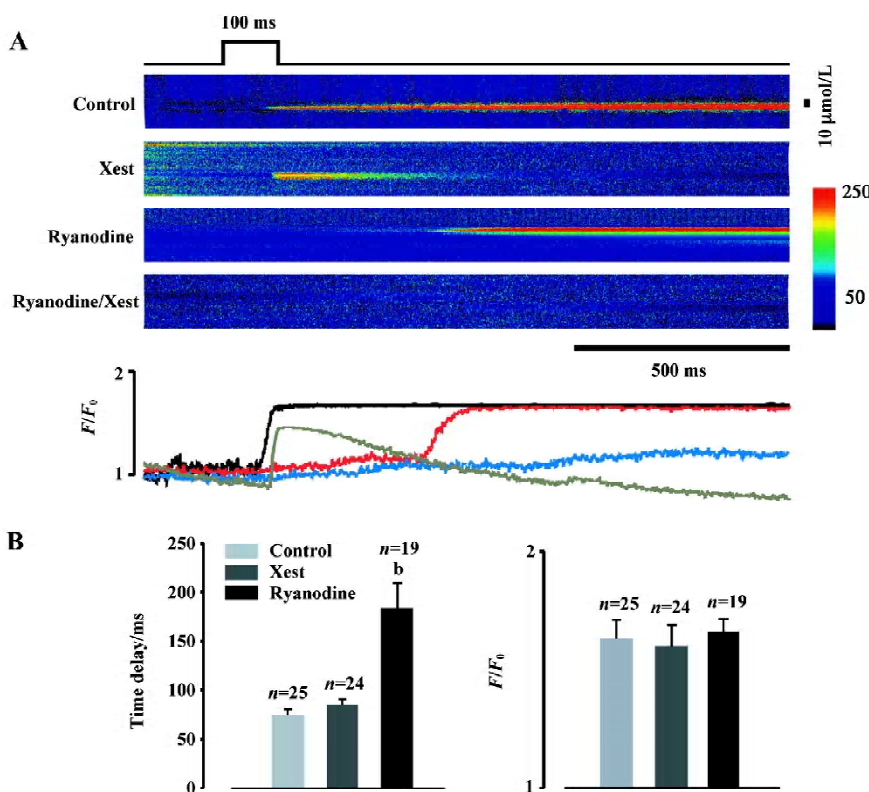 A
100 ms
Control
10 μmol/L
Xest
Ryanodine
250
50
Ryanodine/Xest
500 ms
2
F/F₀
1
B
250
200
150
100
50
0
Time delay/ms
Control
Xest
Ryanodine
n=25
n=24
n=19
b
2
F/F₀
1
n=25
n=24
n=19